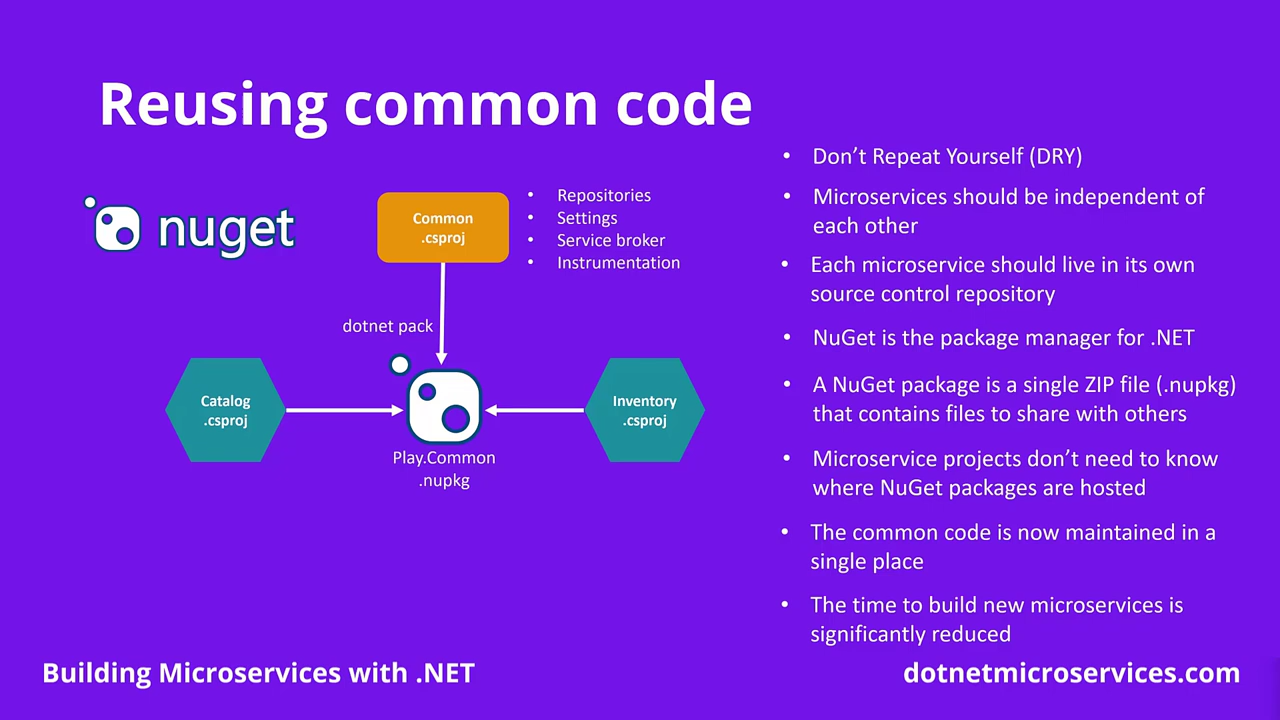 Reusing common code
nuget
Common
.csproj
• Repositories
• Settings
• Service broker
• Instrumentation
dotnet pack
Catalog
.csproj
Inventory
.csproj
Play.Common
.nupkg
• Don’t Repeat Yourself (DRY)
• Microservices should be independent of
each other
• Each microservice should live in its own
source control repository
• NuGet is the package manager for .NET
• A NuGet package is a single ZIP file (.nupkg)
that contains files to share with others
• Microservice projects don’t need to know
where NuGet packages are hosted
• The common code is now maintained in a
single place
• The time to build new microservices is
significantly reduced
Building Microservices with .NET
dotnetmicroservices.com